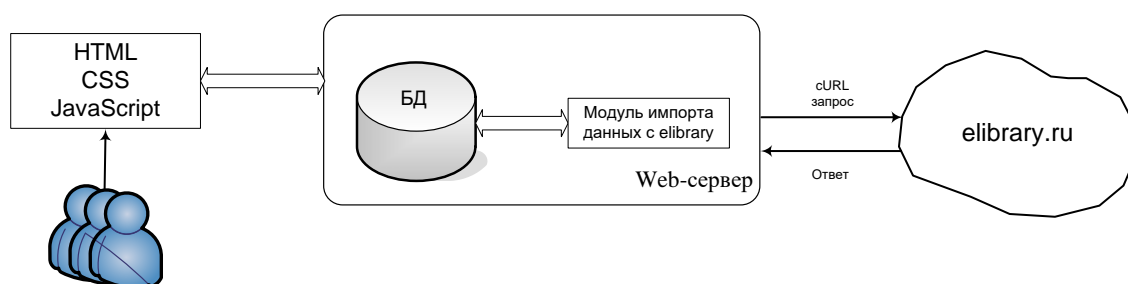 HTML
CSS
JavaScript
БД
Модуль импорта
данных с elibrary
Web-сервер
cURL
запрос
Ответ
elibrary.ru